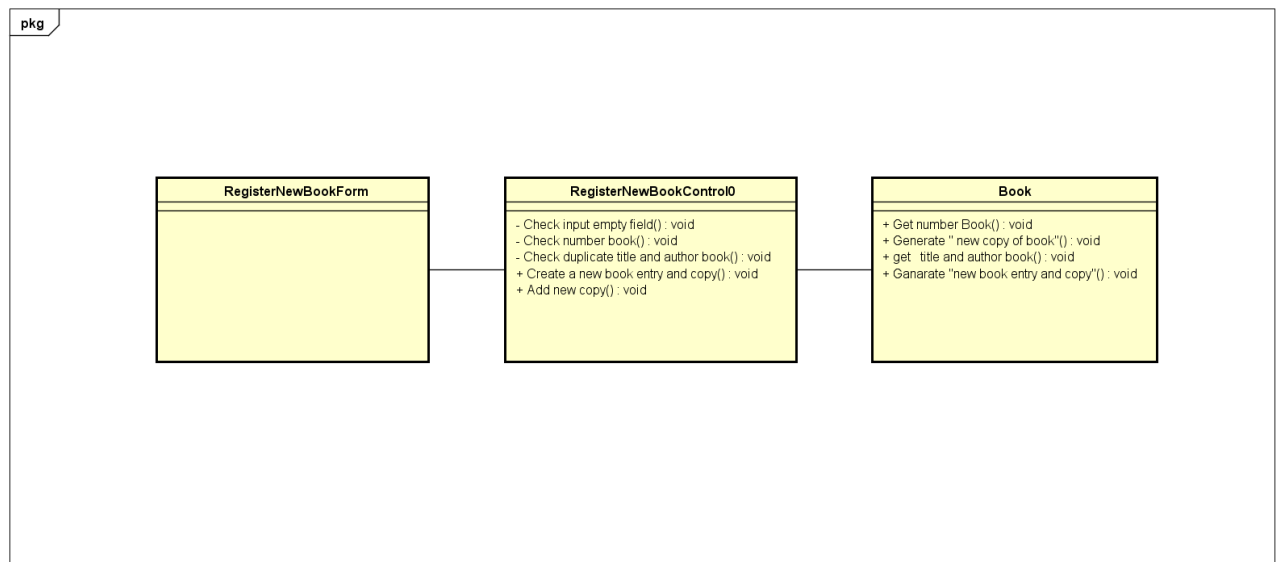 pkg
RegisterNewBookForm
RegisterNewBookControl0
- Check input empty field() : void
- Check number book() : void
- Check duplicate title and author book() : void
+ Create a new book entry and copy() : void
+ Add new copy() : void
Book
+ Get number Book() : void
+ Generate " new copy of book"() : void
+ get   title and author book() : void
+ Ganarate "new book entry and copy"() : void